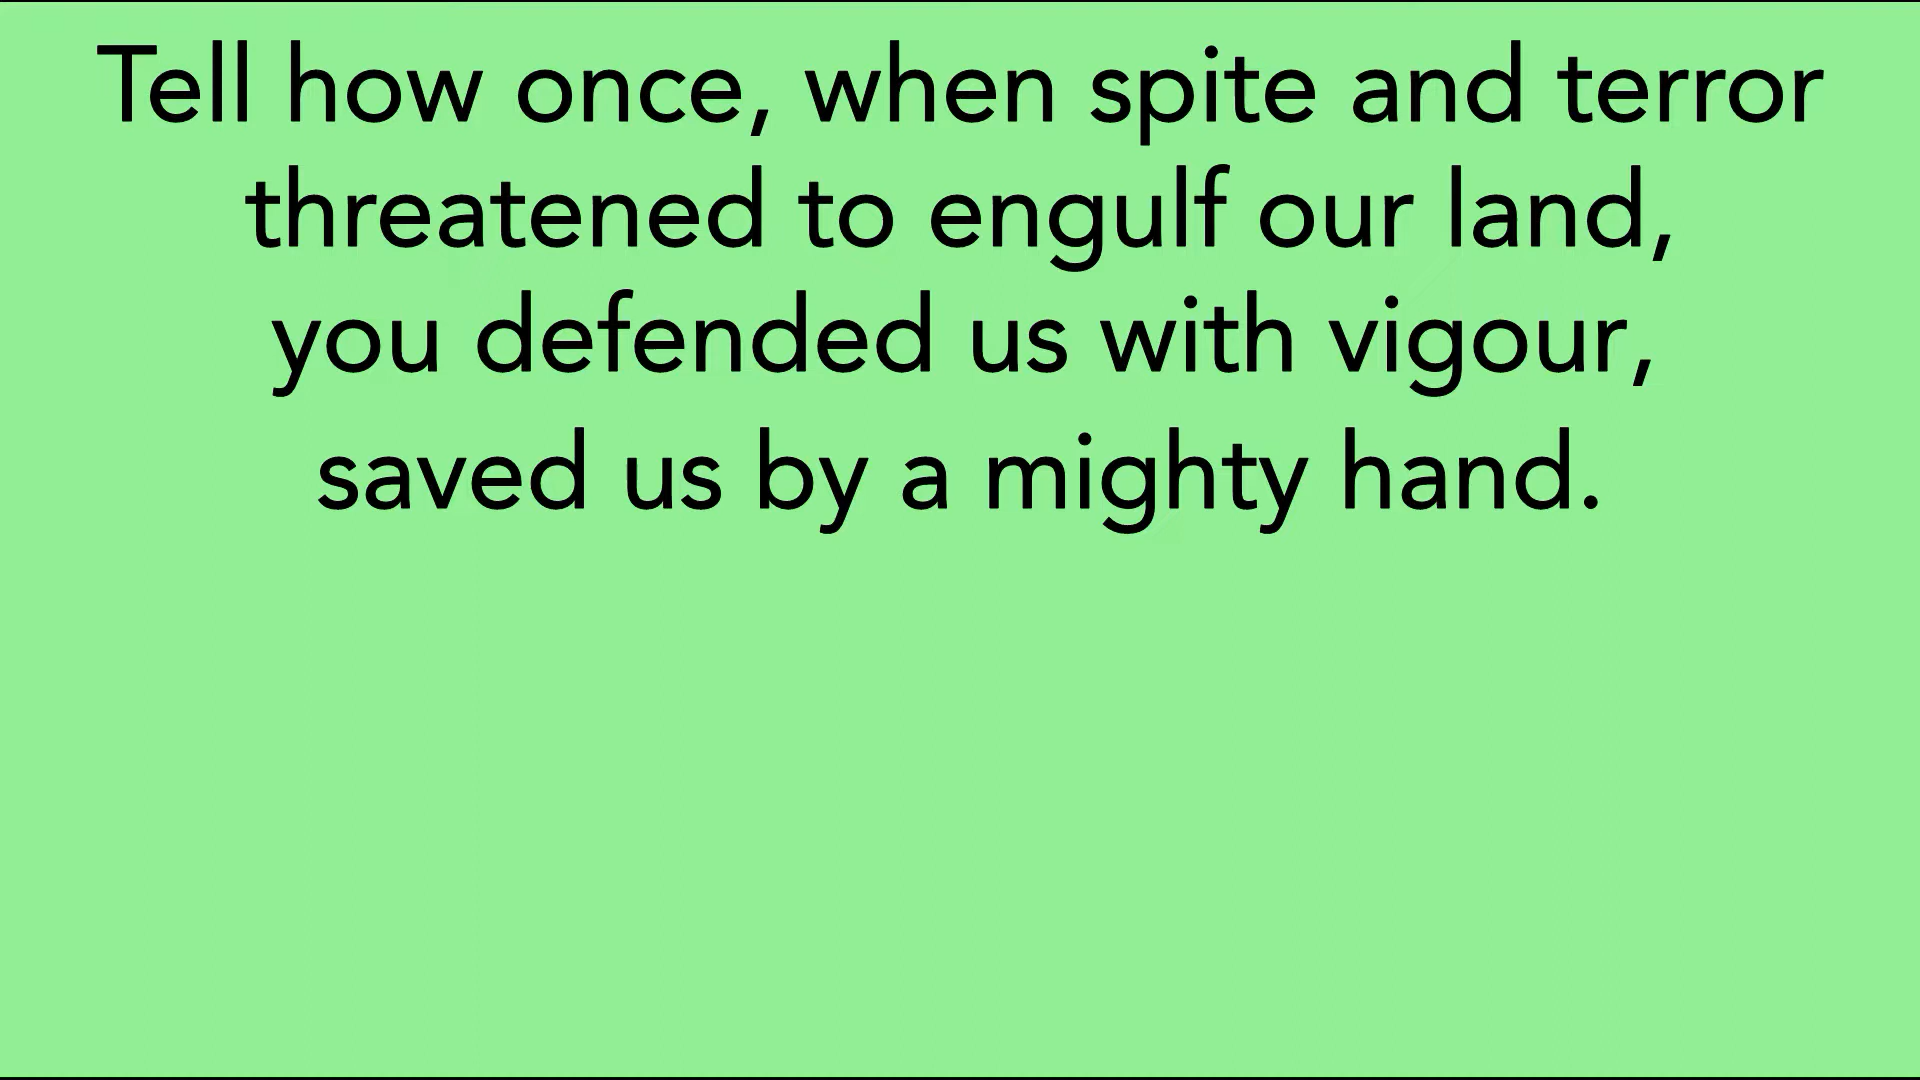 Tell how once, when spite and terror
threatened to engulf our land,
you defended us with vigour,
saved us by a mighty hand.